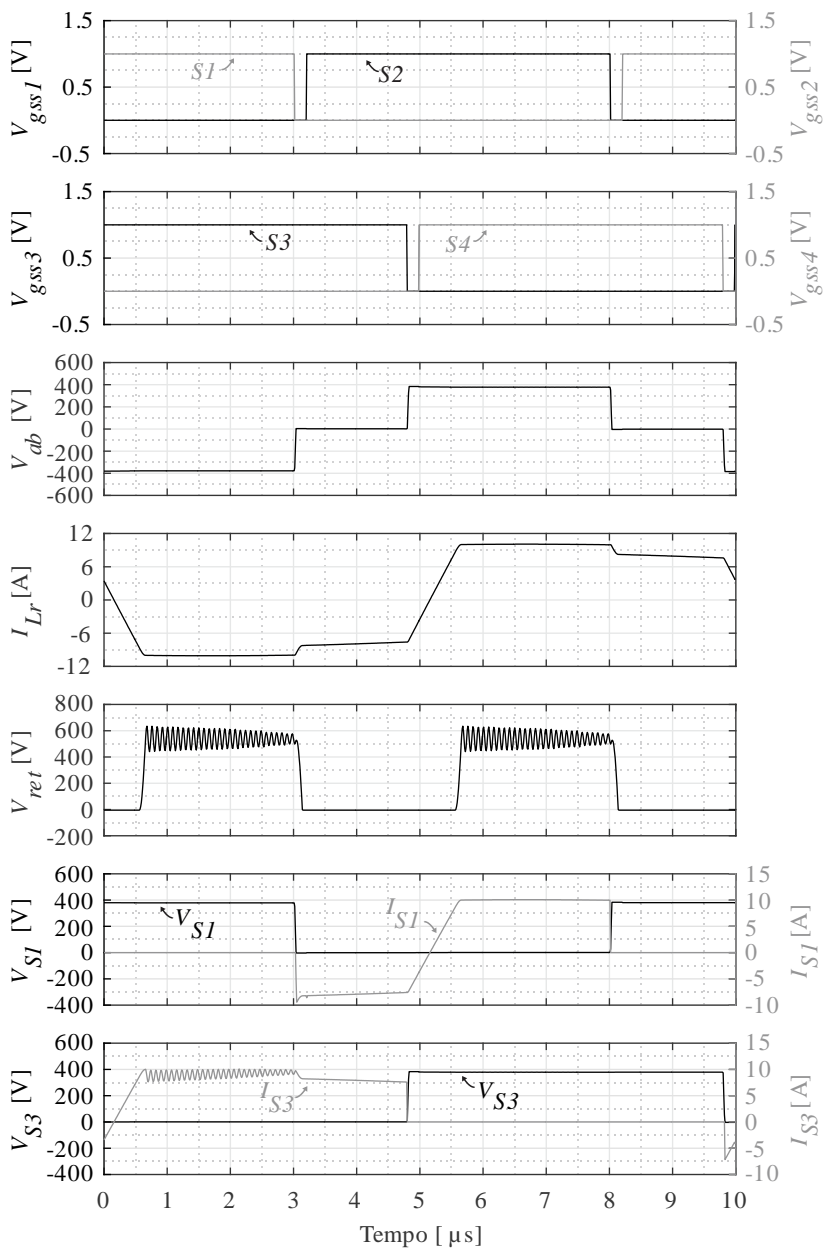 1.5
0.5
-0.5
V_gss1 [V]
S1
S2
1.5
0.5
-0.5
V_gss2 [V]
1.5
0.5
-0.5
V_gss3 [V]
S3
S4
1.5
0.5
-0.5
V_gss4 [V]
600
400
200
0
-200
-400
-600
V_ab [V]
12
6
0
-6
-12
I_Lr [A]
800
600
400
200
0
-200
V_ret [V]
600
400
200
0
-200
-400
V_S1 [V]
V_S1
I_S1
15
10
5
0
-5
-10
I_S1 [A]
600
400
200
0
-200
-400
V_S3 [V]
I_S3
V_S3
15
10
5
0
-5
-10
I_S3 [A]
0 1 2 3 4 5 6 7 8 9 10
Tempo [ µs]